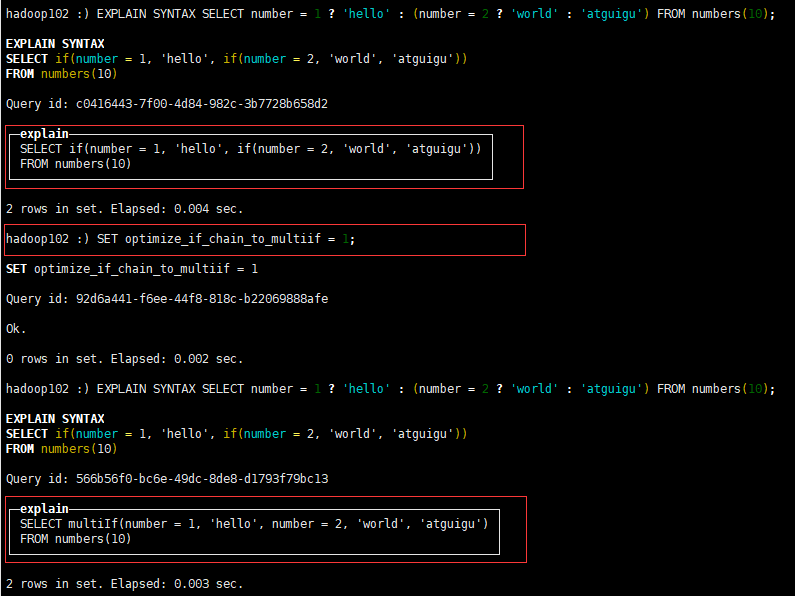 hadoop102 :) EXPLAIN SYNTAX SELECT number = 1 ? 'hello' : (number = 2 ? 'world' : 'atguigu') FROM numbers(10);
EXPLAIN SYNTAX
SELECT if(number = 1, 'hello', if(number = 2, 'world', 'atguigu'))
FROM numbers(10)
Query id: c0416443-7f00-4d84-982c-3b7728b658d2
explain
SELECT if(number = 1, 'hello', if(number = 2, 'world', 'atguigu'))
FROM numbers(10)
2 rows in set. Elapsed: 0.004 sec.
hadoop102 :) SET optimize_if_chain_to_multiif = 1;
SET optimize_if_chain_to_multiif = 1
Query id: 92d6a441-f6ee-44f8-818c-b22069888afe
Ok.
0 rows in set. Elapsed: 0.002 sec.
hadoop102 :) EXPLAIN SYNTAX SELECT number = 1 ? 'hello' : (number = 2 ? 'world' : 'atguigu') FROM numbers(10);
EXPLAIN SYNTAX
SELECT if(number = 1, 'hello', if(number = 2, 'world', 'atguigu'))
FROM numbers(10)
Query id: 566b56f0-bc6e-49dc-8de8-d1793f79bc13
explain
SELECT multiIf(number = 1, 'hello', number = 2, 'world', 'atguigu')
FROM numbers(10)
2 rows in set. Elapsed: 0.003 sec.